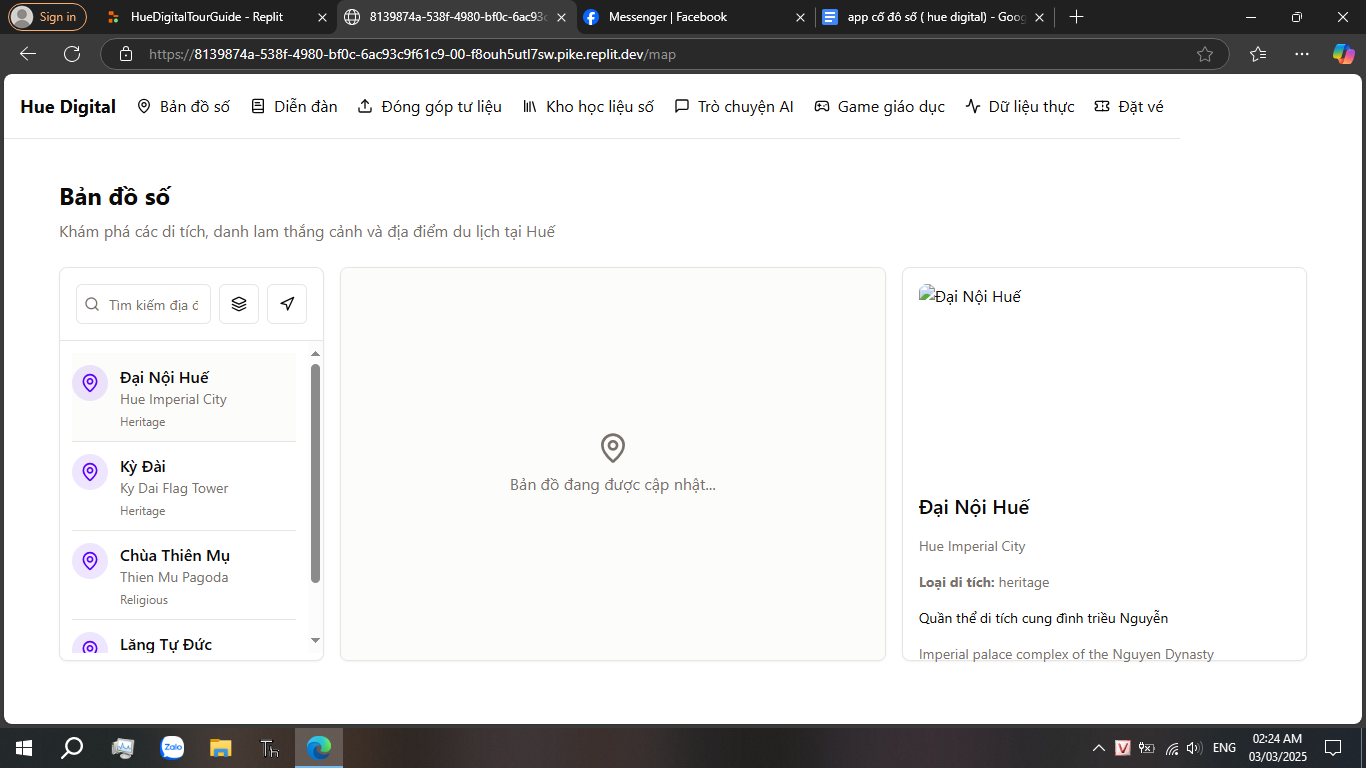 Sign in
HueDigitalTourGuide - Replit
8139874a-538f-4980-bf0c-6ac93c
Messenger | Facebook
app cố đô số ( hue digital) - Goog
https://8139874a-538f-4980-bf0c-6ac93c9f61c9-00-f8ouh5utl7sw.pike.replit.dev/map
Hue Digital
Bản đồ số
Diễn đàn
Đóng góp tư liệu
Kho học liệu số
Trò chuyện AI
Game giáo dục
Dữ liệu thực
Đặt vé
Bản đồ số
Khám phá các di tích, danh lam thắng cảnh và địa điểm du lịch tại Huế
Tìm kiếm địa đ
Đại Nội Huế
Hue Imperial City
Heritage
Kỳ Đài
Ky Dai Flag Tower
Heritage
Chùa Thiên Mụ
Thien Mu Pagoda
Religious
Lăng Tự Đức
Bản đồ đang được cập nhật...
Đại Nội Huế
Đại Nội Huế
Hue Imperial City
Loại di tích: heritage
Quần thể di tích cung đình triều Nguyễn
Imperial palace complex of the Nguyen Dynasty
Zalo
Th
V
ENG
02:24 AM
03/03/2025